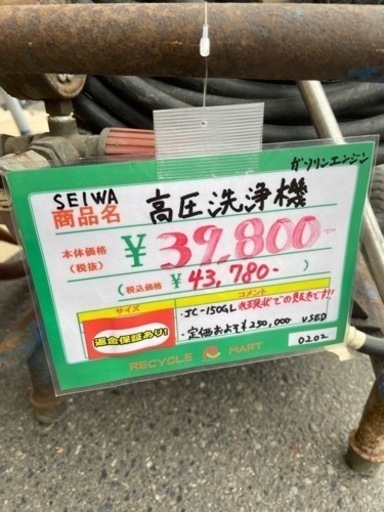 ガソリンエンジン
SEIWA
商品名 高圧洗浄機
本体価格
(税抜)
¥39,800-
(税込価格) ¥43,780-
サイズ
コメント
返金保証あり!
・JC-150GL 現状での販売です!!
・定価およそ¥250,000 USED
RECYCLE MART
0202